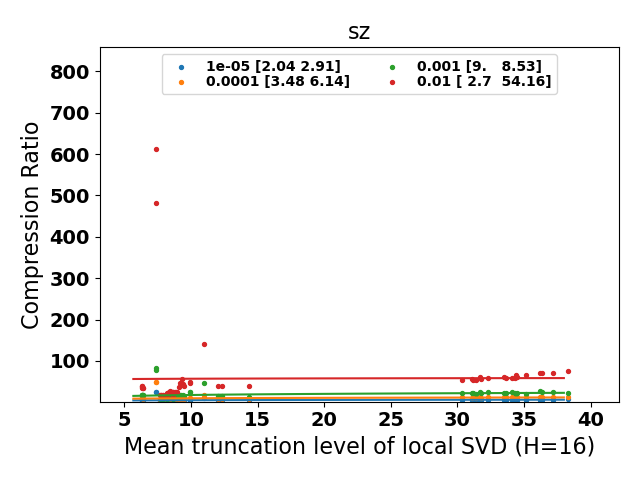 sz
1e-05 [2.04 2.91]
0.0001 [3.48 6.14]
0.001 [9.   8.53]
0.01 [ 2.7  54.16]
Compression Ratio
800
700
600
500
400
300
200
100
5 10 15 20 25 30 35 40
Mean truncation level of local SVD (H=16)